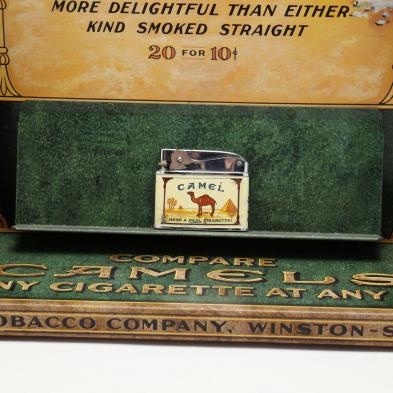 MORE DELIGHTFUL THAN EITHER
KIND SMOKED STRAIGHT
20 FOR 10¢
CAMEL
HAVE A REAL CIGARETTE!
COMPARE
CAMELS
NY CIGARETTE AT ANY
OBACCO COMPANY, WINSTON-S